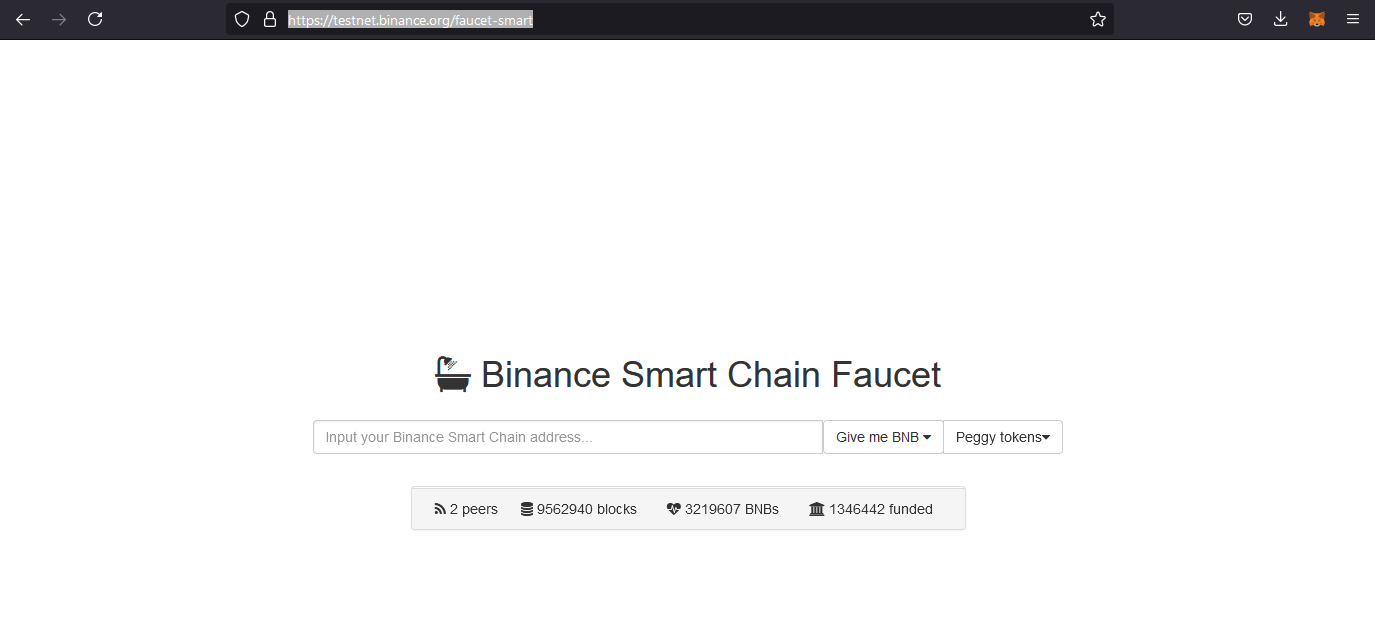 https://testnet.binance.org/faucet-smart
Binance Smart Chain Faucet
Input your Binance Smart Chain address... Give me BNB Peggy tokens
2 peers 9562940 blocks 3219607 BNBs 1346442 funded